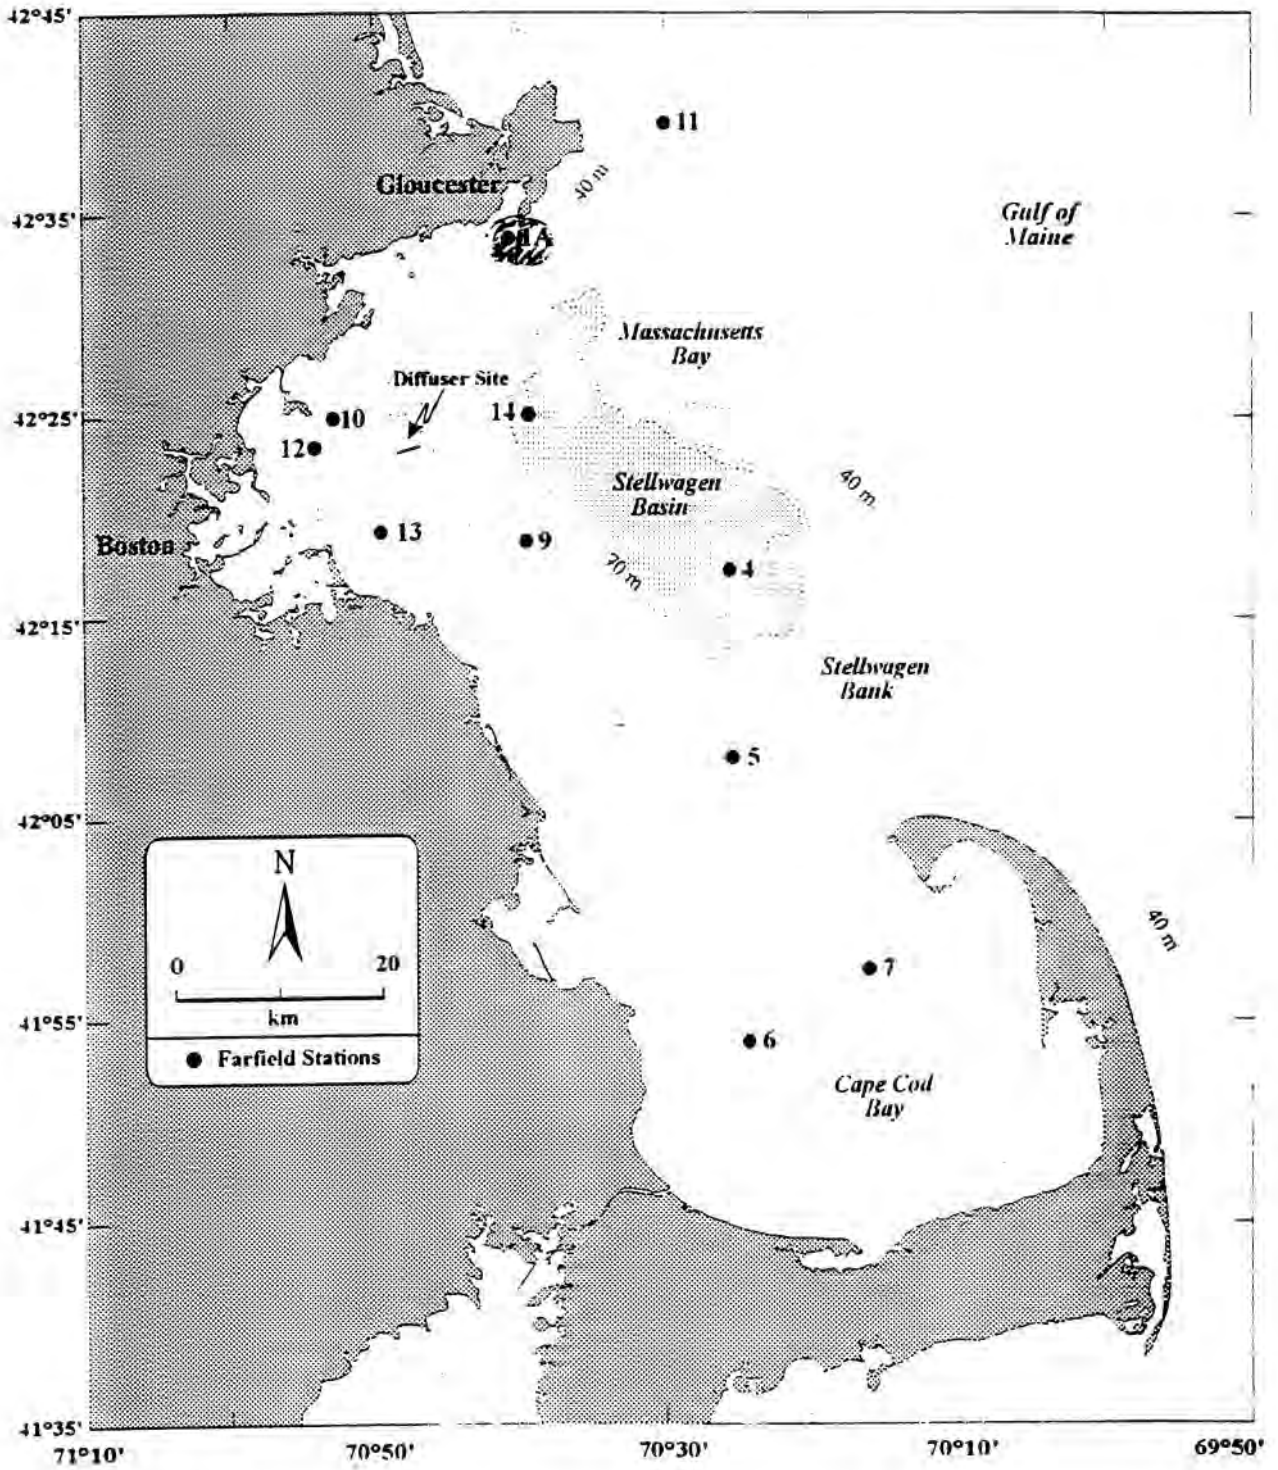 42°45'
11
Gloucester
40 m
42°35'
Gulf of
Maine
1A
Massachusetts
Bay
Diffuser Site
42°25'
10
14
12
40 m
Stellwagen
Basin
13
9
Boston
70 m
4
42°15'
Stellwagen
Bank
5
42°05'
N
40 m
0
20
7
km
41°55'
6
Farfield Stations
Cape Cod
Bay
41°45'
41°35'
71°10'
70°50'
70°30'
70°10'
69°50'